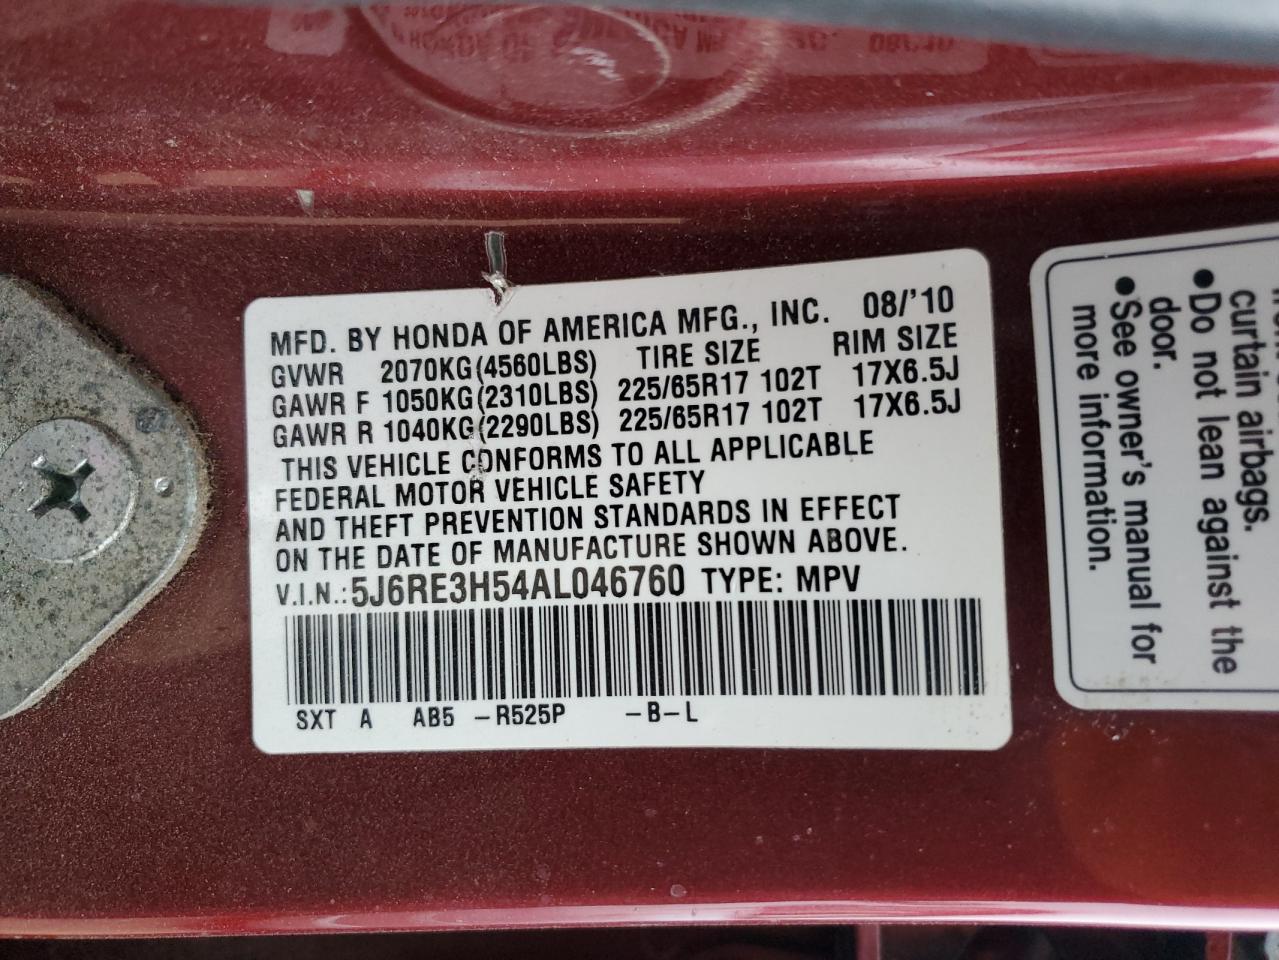 MFD. BY HONDA OF AMERICA MFG., INC. 08/'10
GVWR 2070KG(4560LBS) TIRE SIZE RIM SIZE
GAWR F 1050KG(2310LBS) 225/65R17 102T 17X6.5J
GAWR R 1040KG(2290LBS) 225/65R17 102T 17X6.5J
THIS VEHICLE CONFORMS TO ALL APPLICABLE
FEDERAL MOTOR VEHICLE SAFETY
AND THEFT PREVENTION STANDARDS IN EFFECT
ON THE DATE OF MANUFACTURE SHOWN ABOVE.
V.I.N.:5J6RE3H54AL046760 TYPE: MPV
SXT A AB5 -R525P -B-L
curtain airbags.
●Do not lean against the
door.
●See owner's manual for
more information.